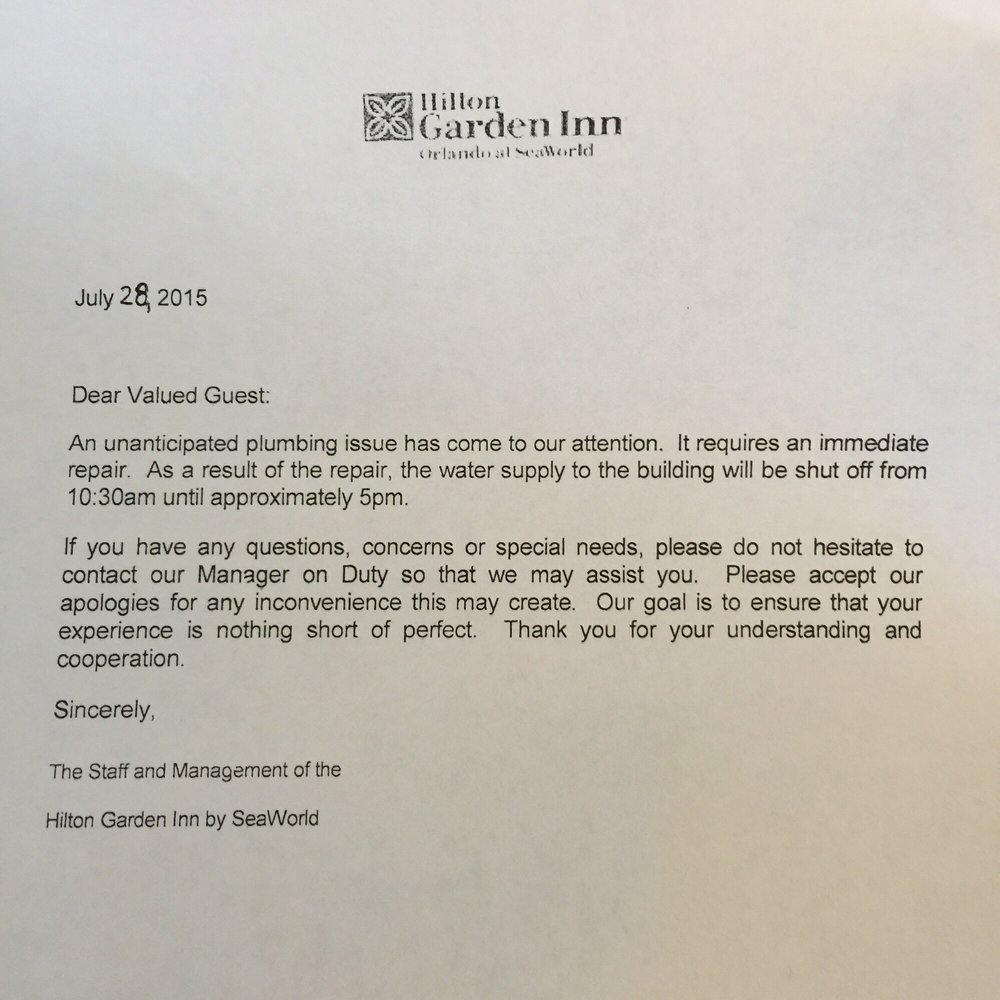 Hilton
Garden Inn
Orlando at SeaWorld
July 28, 2015
Dear Valued Guest:
An unanticipated plumbing issue has come to our attention.  It requires an immediate
repair.  As a result of the repair, the water supply to the building will be shut off from
10:30am until approximately 5pm.
If you have any questions, concerns or special needs, please do not hesitate to
contact our Manager on Duty so that we may assist you.  Please accept our
apologies for any inconvenience this may create.  Our goal is to ensure that your
experience is nothing short of perfect.  Thank you for your understanding and
cooperation.
Sincerely,
The Staff and Management of the
Hilton Garden Inn by SeaWorld